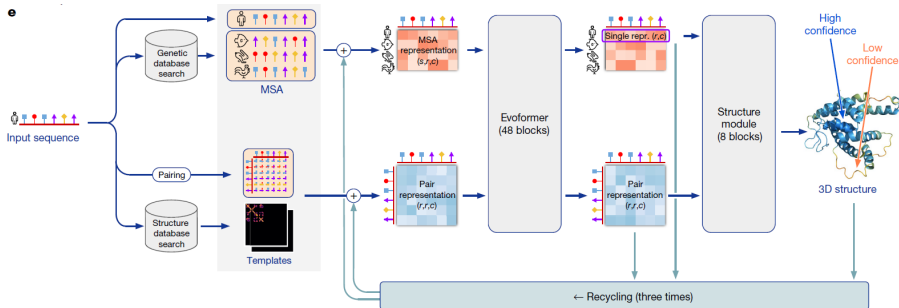 e
Input sequence
Genetic
database
search
MSA
Pairing
Structure
database
search
Templates
MSA
representation
(s,r,c)
Pair
representation
(r,r,c)
Evoformer
(48 blocks)
Single repr. (r,c)
Pair
representation
(r,r,c)
Structure
module
(8 blocks)
High
confidence
Low
confidence
3D structure
← Recycling (three times)